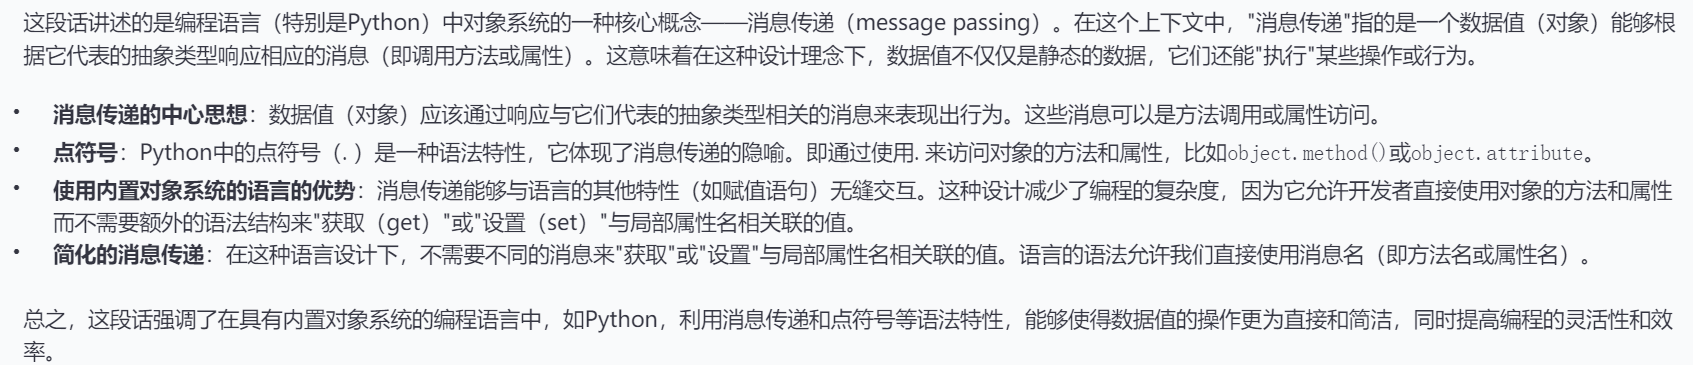 这段话讲述的是编程语言（特别是Python）中对象系统的一种核心概念——消息传递（message passing）。在这个上下文中，"消息传递"指的是一个数据值（对象）能够根
据它代表的抽象类型响应相应的消息（即调用方法或属性）。这意味着在这种设计理念下，数据值不仅仅是静态的数据，它们还能"执行"某些操作或行为。
• 消息传递的中心思想：数据值（对象）应该通过响应与它们代表的抽象类型相关的消息来表现出行为。这些消息可以是方法调用或属性访问。
• 点符号：Python中的点符号（.）是一种语法特性，它体现了消息传递的隐喻。即通过使用.来访问对象的方法和属性，比如object.method()或object.attribute。
• 使用内置对象系统的语言的优势：消息传递能够与语言的其他特性（如赋值语句）无缝交互。这种设计减少了编程的复杂度，因为它允许开发者直接使用对象的方法和属性
而不需要额外的语法结构来"获取（get）"或"设置（set）"与局部属性名相关联的值。
• 简化的消息传递：在这种语言设计下，不需要不同的消息来"获取"或"设置"与局部属性名相关联的值。语言的语法允许我们直接使用消息名（即方法名或属性名）。
总之，这段话强调了在具有内置对象系统的编程语言中，如Python，利用消息传递和点符号等语法特性，能够使得数据值的操作更为直接和简洁，同时提高编程的灵活性和效
率。